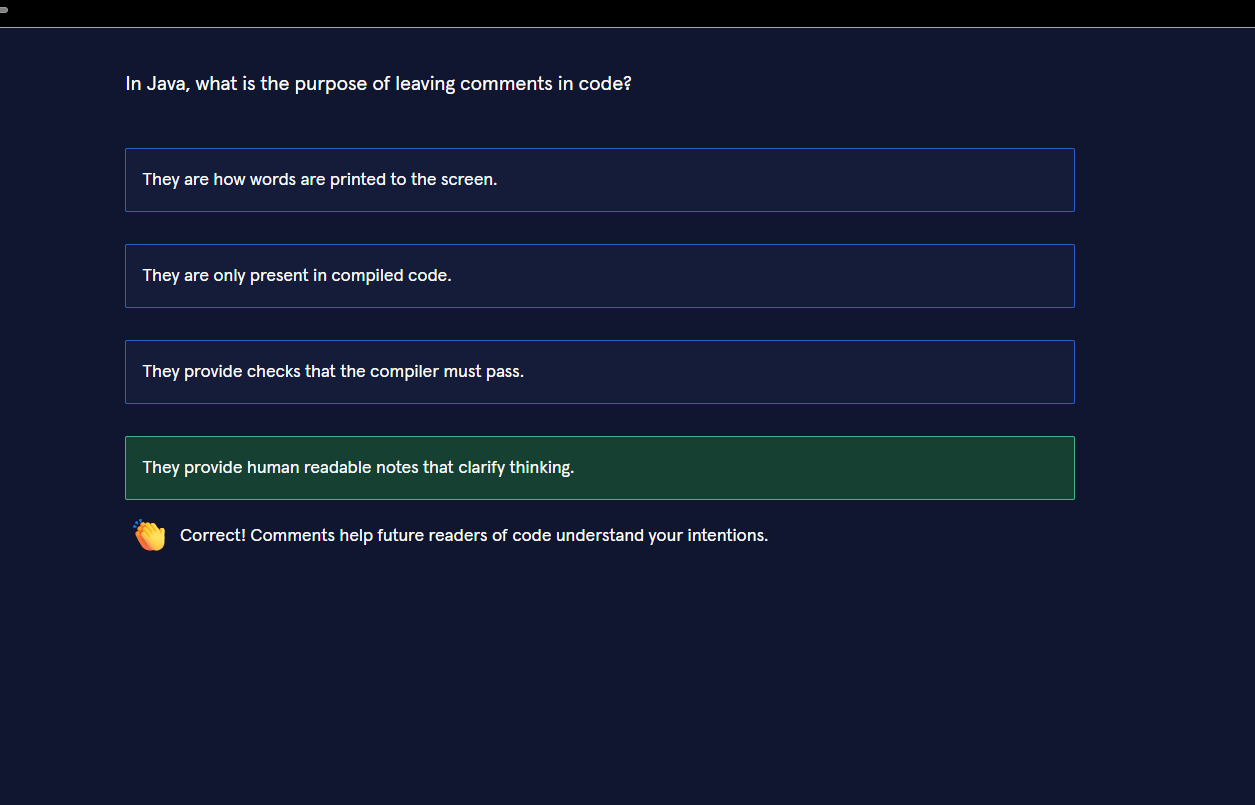 In Java, what is the purpose of leaving comments in code?
They are how words are printed to the screen.
They are only present in compiled code.
They provide checks that the compiler must pass.
They provide human readable notes that clarify thinking.
Correct! Comments help future readers of code understand your intentions.